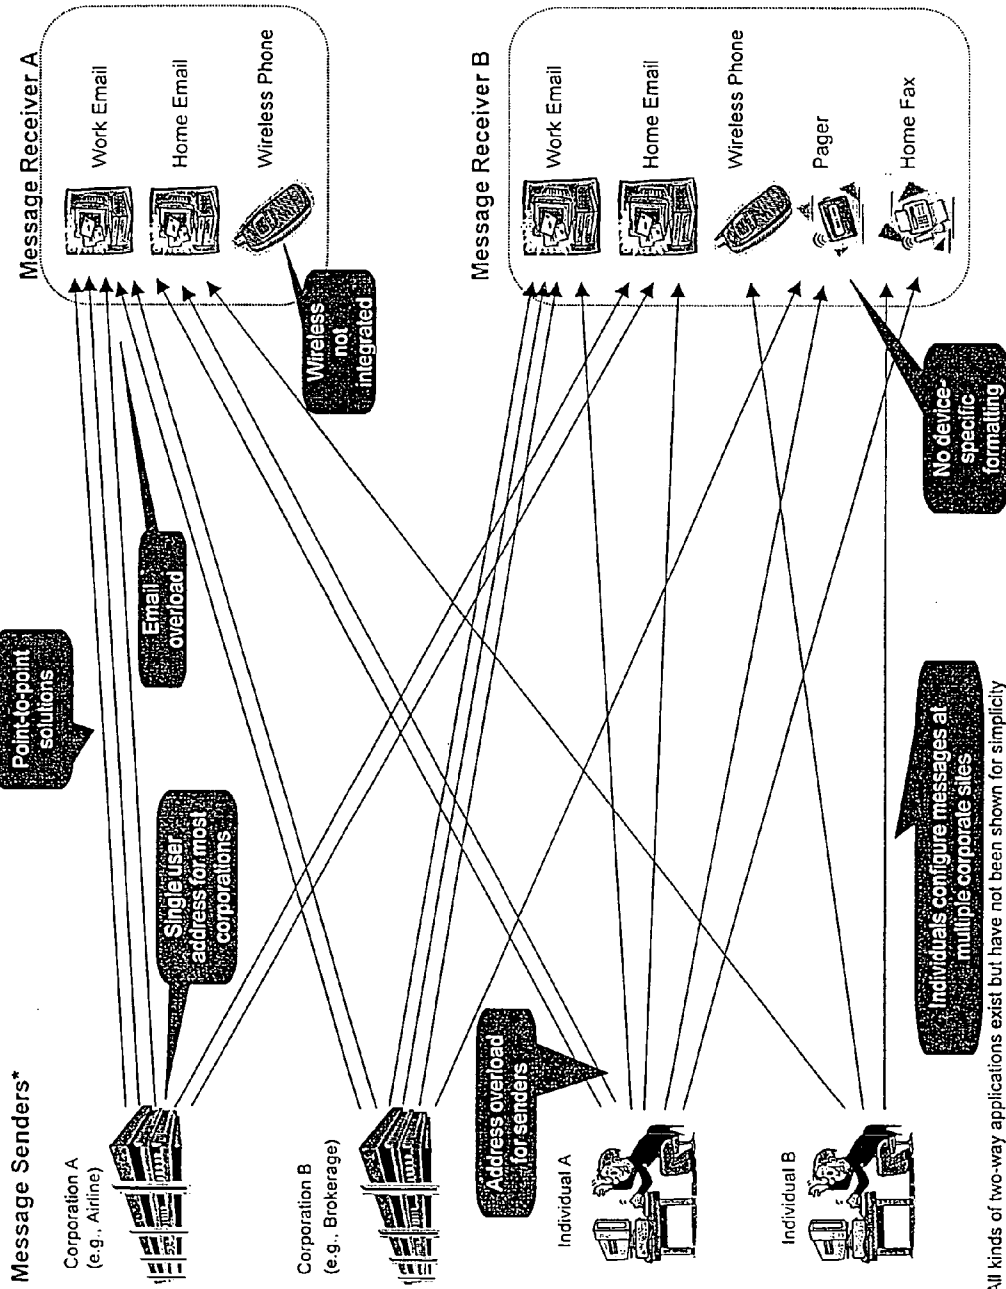 Message Senders*
Corporation A
(e.g., Airline)
Corporation B
(e.g., Brokerage)
Individual A
Individual B
Point-to-point
solutions
Single user
address for most
corporations
Email
overload
Address overload
for senders
Wireless
not
integrated
No device-
specific
formatting
Individuals configure messages at
multiple corporate sites
Message Receiver A
Work Email
Home Email
Wireless Phone
Message Receiver B
Work Email
Home Email
Wireless Phone
Pager
Home Fax
All kinds of two-way applications exist but have not been shown for simplicity